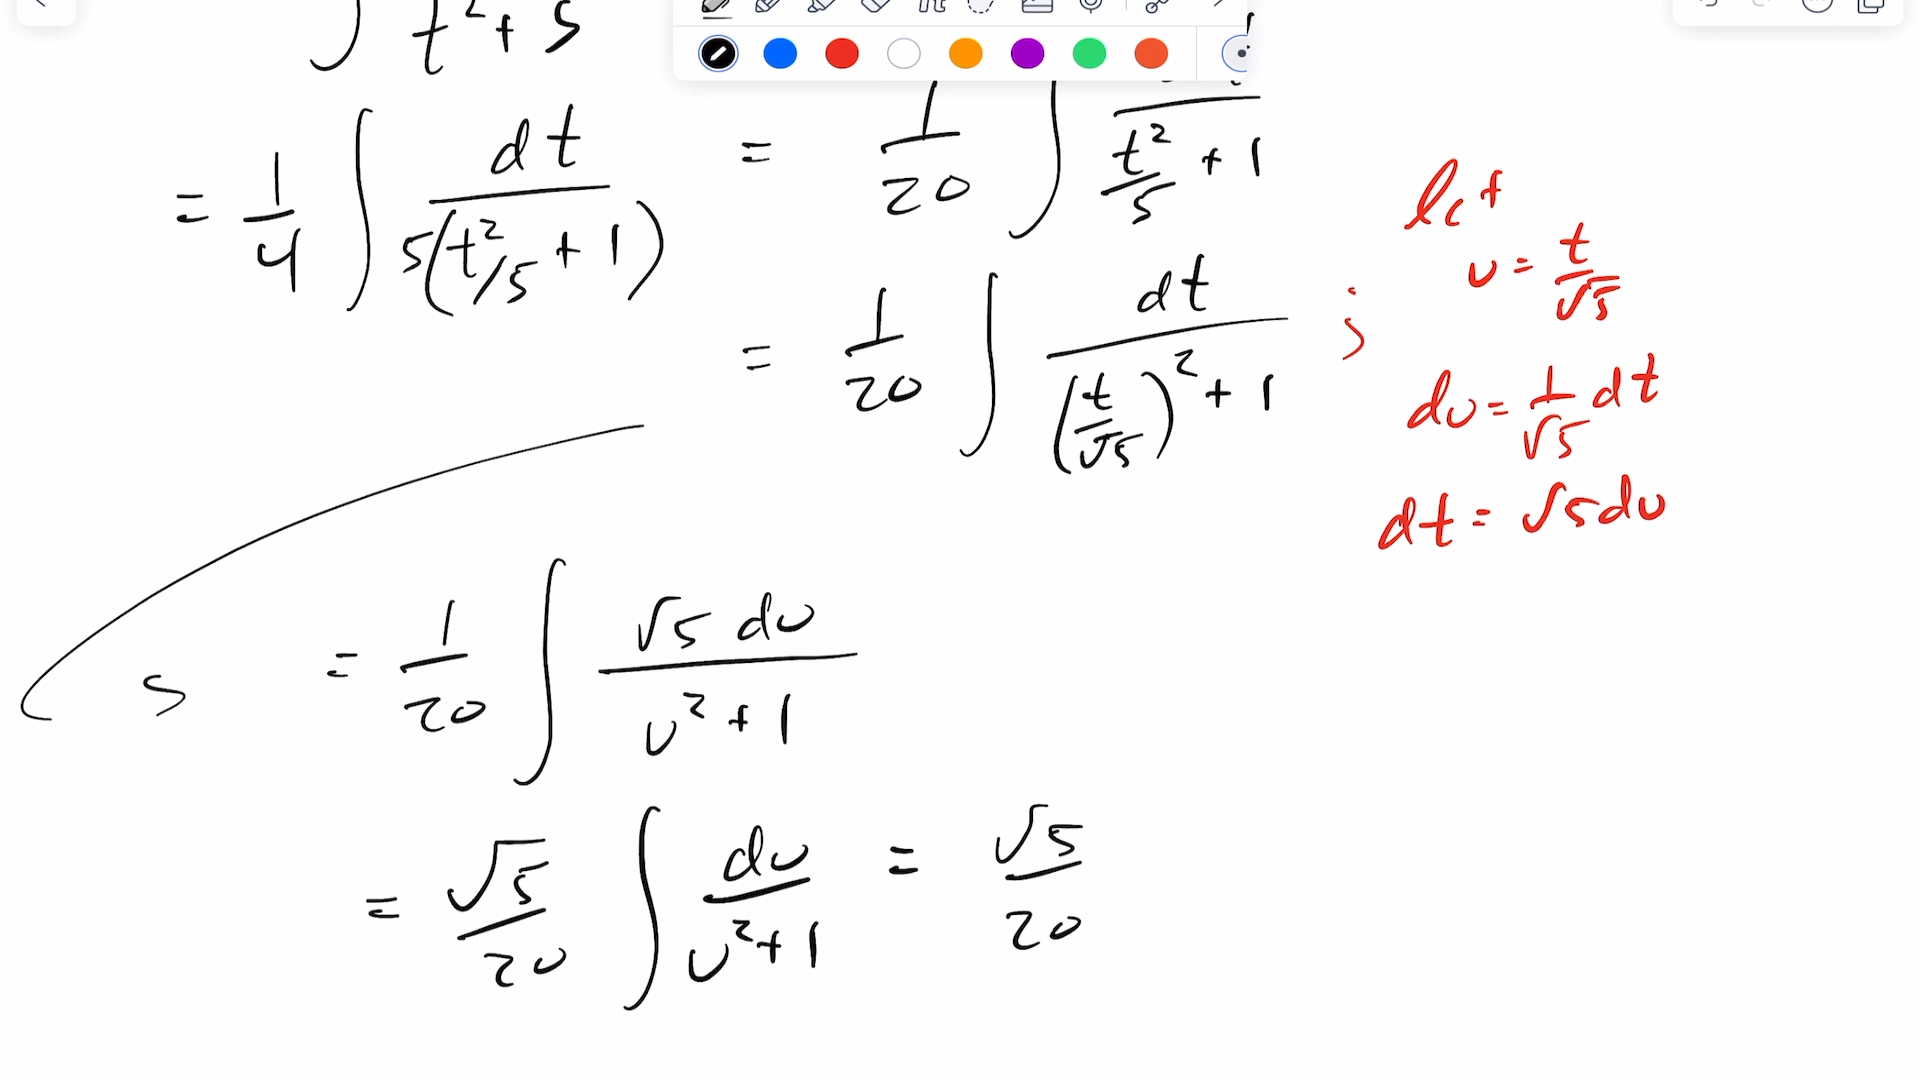 ∫ t² + 5
= 1/4 ∫ dt / 5(t²/5 + 1)
= 1/20 ∫ / t²/5 + 1
= 1/20 ∫ dt / (t/√5)² + 1 ;
let
u = t/√5
du = 1/√5 dt
dt = √5 du
= 1/20 ∫ √5 du / u² + 1
= √5/20 ∫ du / u² + 1 = √5/20